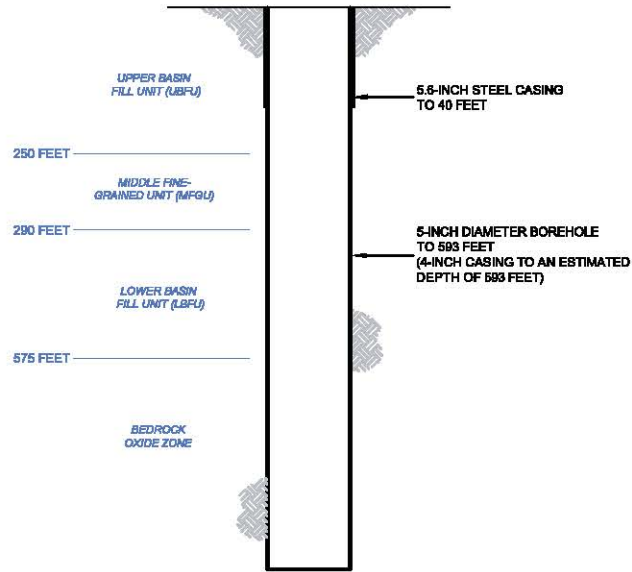 UPPER BASIN
FILL UNIT (UBFU)
5.6-INCH STEEL CASING
TO 40 FEET
250 FEET
MIDDLE FINE-
GRAINED UNIT (MFGU)
290 FEET
5-INCH DIAMETER BOREHOLE
TO 593 FEET
(4-INCH CASING TO AN ESTIMATED
DEPTH OF 593 FEET)
LOWER BASIN
FILL UNIT (LBFU)
575 FEET
BEDROCK
OXIDE ZONE